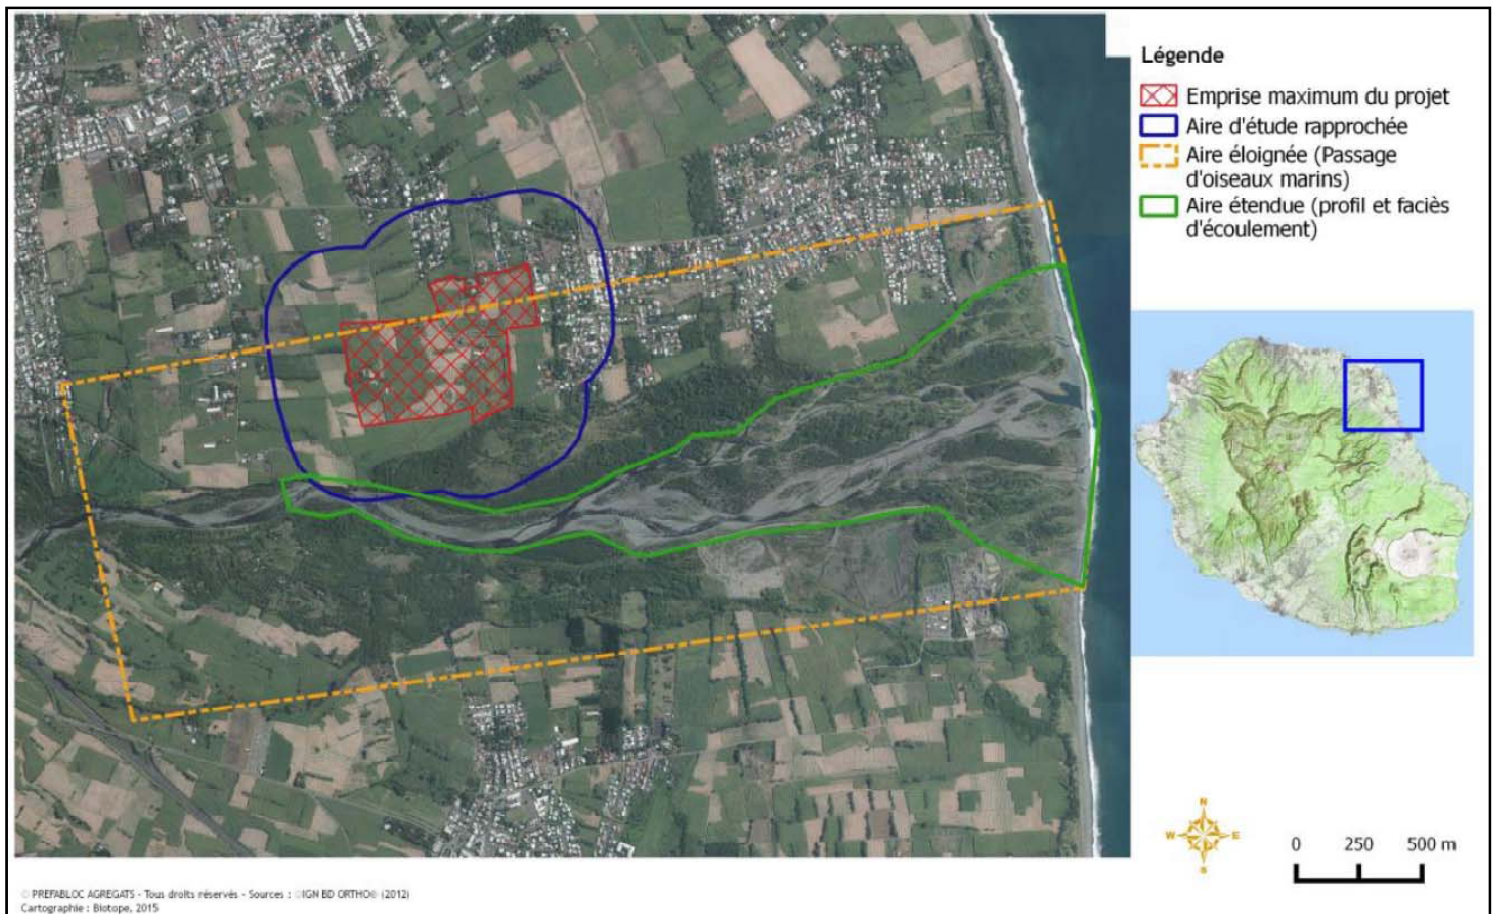 Légende
Emprise maximum du projet
Aire d'étude rapprochée
Aire éloignée (Passage
d'oiseaux marins)
Aire étendue (profil et faciès
d'écoulement)
N
W
E
S
0 250 500 m
© PREFABLOC AGREGATS - Tous droits réservés - Sources : ©IGN BD ORTHO® (2012)
Cartographie : Biotope, 2015